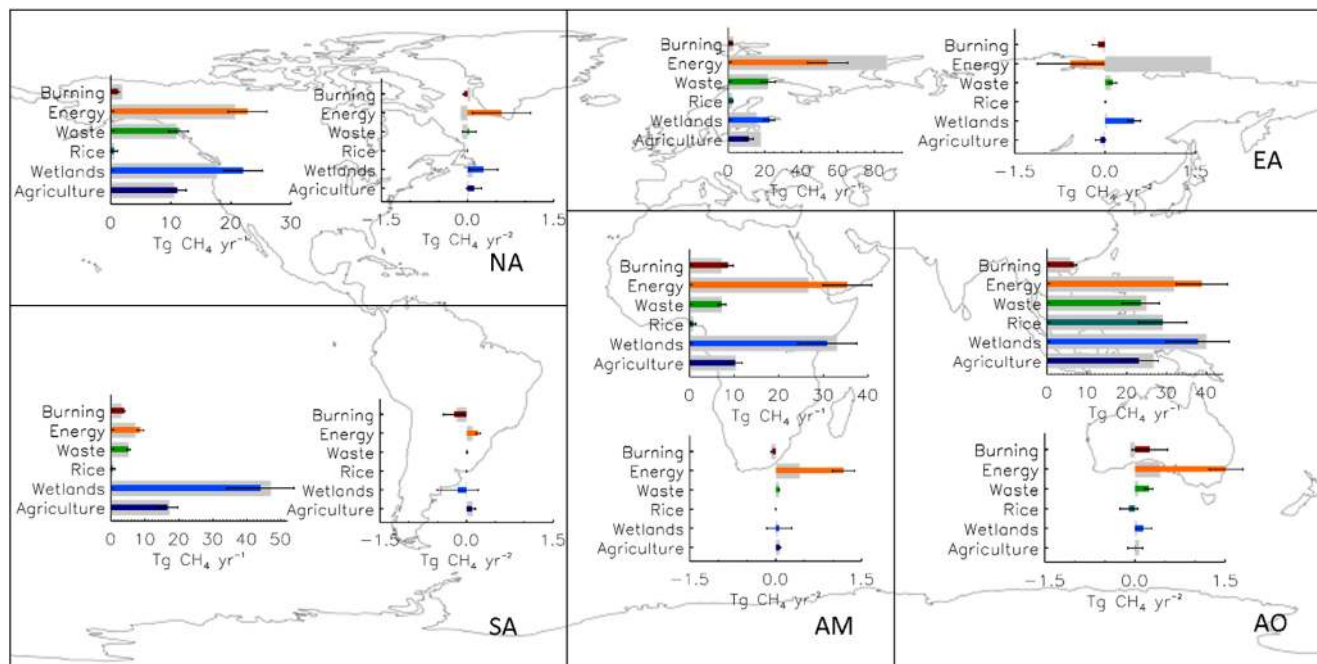 Burning
Energy
Waste
Rice
Wetlands
Agriculture
0 10 20 30
Tg CH₄ yr⁻¹
Burning
Energy
Waste
Rice
Wetlands
Agriculture
−1.5 0.0 1.5
Tg CH₄ yr⁻²
NA
Burning
Energy
Waste
Rice
Wetlands
Agriculture
0 20 40 60 80
Tg CH₄ yr⁻¹
Burning
Energy
Waste
Rice
Wetlands
Agriculture
−1.5 0.0 1.5
Tg CH₄ yr⁻²
EA
Burning
Energy
Waste
Rice
Wetlands
Agriculture
0 10 20 30 40 50
Tg CH₄ yr⁻¹
Burning
Energy
Waste
Rice
Wetlands
Agriculture
−1.5 0.0 1.5
Tg CH₄ yr⁻²
SA
Burning
Energy
Waste
Rice
Wetlands
Agriculture
0 10 20 30 40
Tg CH₄ yr⁻¹
Burning
Energy
Waste
Rice
Wetlands
Agriculture
−1.5 0.0 1.5
Tg CH₄ yr⁻²
AM
Burning
Energy
Waste
Rice
Wetlands
Agriculture
0 10 20 30 40
Tg CH₄ yr⁻¹
Burning
Energy
Waste
Rice
Wetlands
Agriculture
−1.5 0.0 1.5
Tg CH₄ yr⁻²
AO